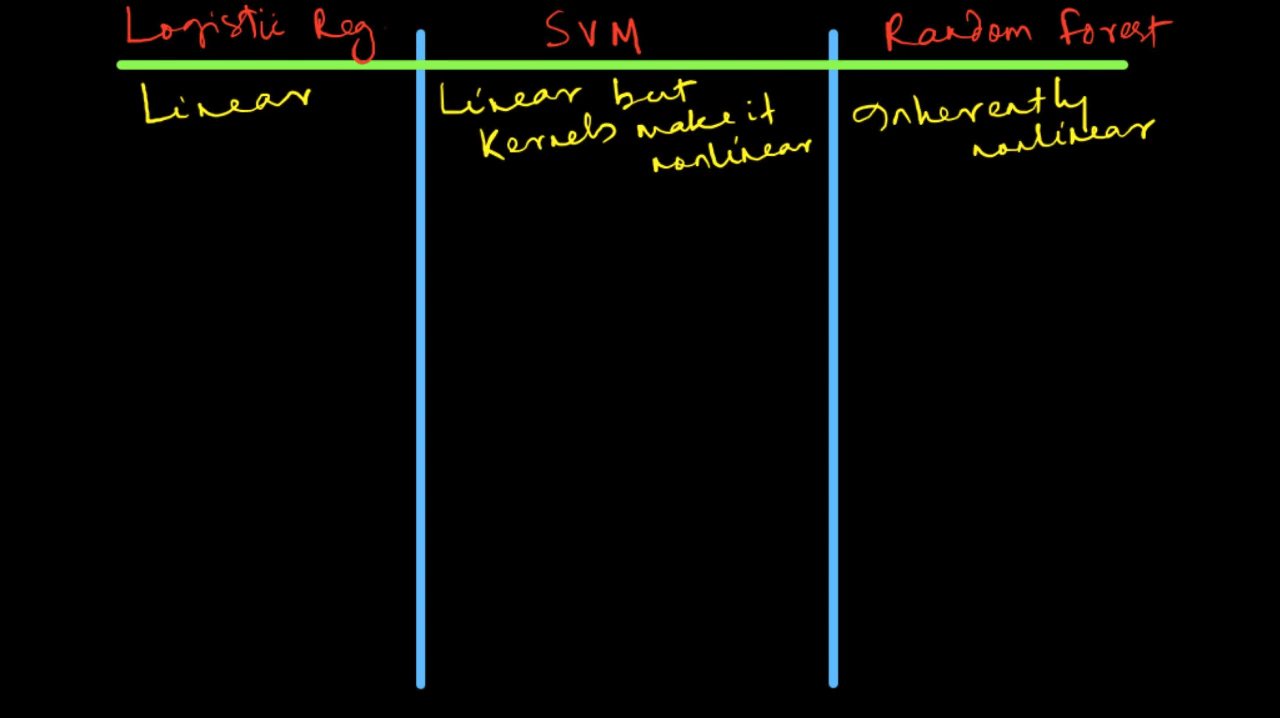 Logistic Reg
SVM
Random Forest
Linear
Linear but
Kernels make it
nonlinear
Inherently
nonlinear